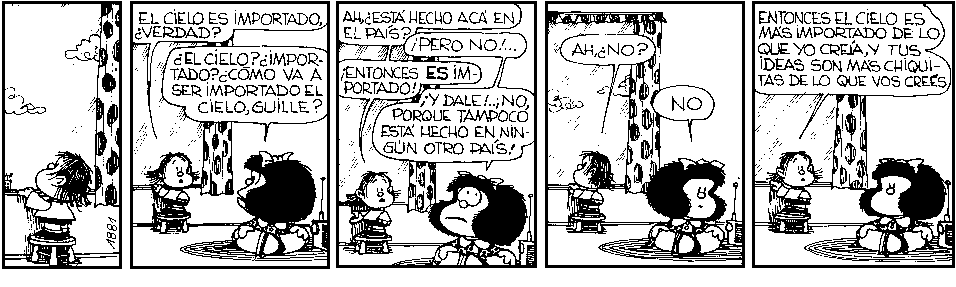 1881
EL CIELO ES IMPORTADO,
¿VERDAD?
¿EL CIELO?¿IMPOR-
TADO?¿CÓMO VA A
SER IMPORTADO EL
CIELO, GUILLE?
AH,¿ESTÁ HECHO ACÁ EN
EL PAÍS?
¡PERO NO!...
¡ENTONCES ES IM-
PORTADO!
¡Y DALE!..¡NO,
PORQUE TAMPOCO
ESTÁ HECHO EN NIN-
GÚN OTRO PAÍS!
AH,¿NO?
NO
ENTONCES EL CIELO ES
MÁS IMPORTADO DE LO
QUE YO CREÍA,Y TUS
IDEAS SON MÁS CHIQUI-
TAS DE LO QUE VOS CREÉS